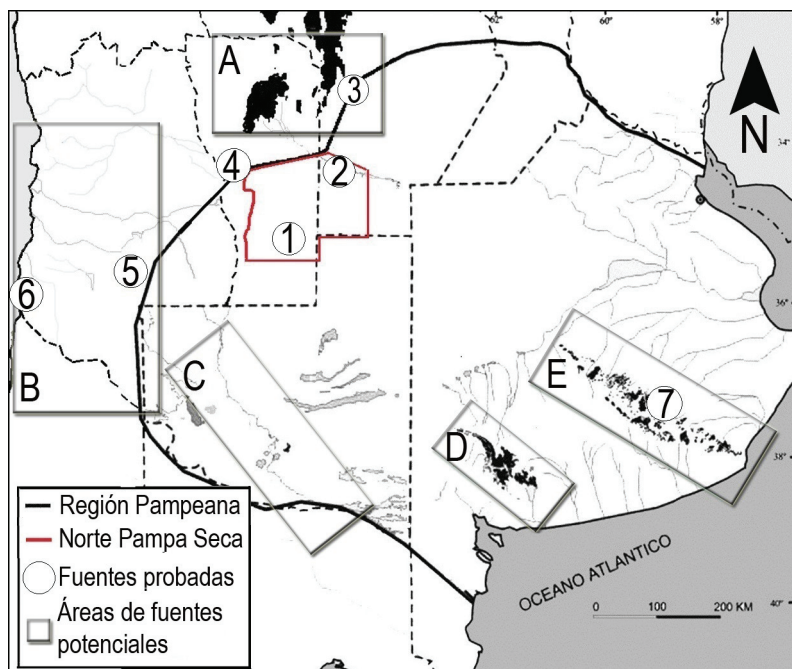 62
60
58
A
3
N
34
4
2
1
5
6
36
B
C
E
7
D
38
Región Pampeana
Norte Pampa Seca
Fuentes probadas
Áreas de fuentes
potenciales
OCEANO ATLANTICO
0 100 200 KM
40°